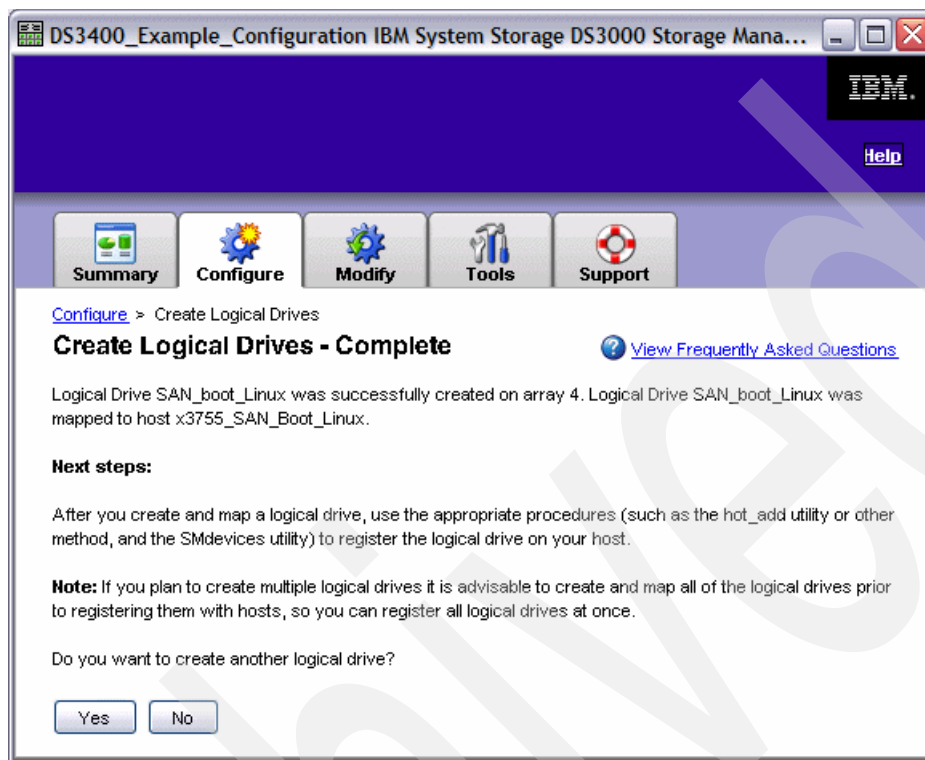 DS3400_Example_Configuration IBM System Storage DS3000 Storage Mana...
IBM.
Help
Summary
Configure
Modify
Tools
Support
Configure > Create Logical Drives
Create Logical Drives - Complete
View Frequently Asked Questions
Logical Drive SAN_boot_Linux was successfully created on array 4. Logical Drive SAN_boot_Linux was
mapped to host x3755_SAN_Boot_Linux.
Next steps:
After you create and map a logical drive, use the appropriate procedures (such as the hot_add utility or other
method, and the SMdevices utility) to register the logical drive on your host.
Note: If you plan to create multiple logical drives it is advisable to create and map all of the logical drives prior
to registering them with hosts, so you can register all logical drives at once.
Do you want to create another logical drive?
Yes
No